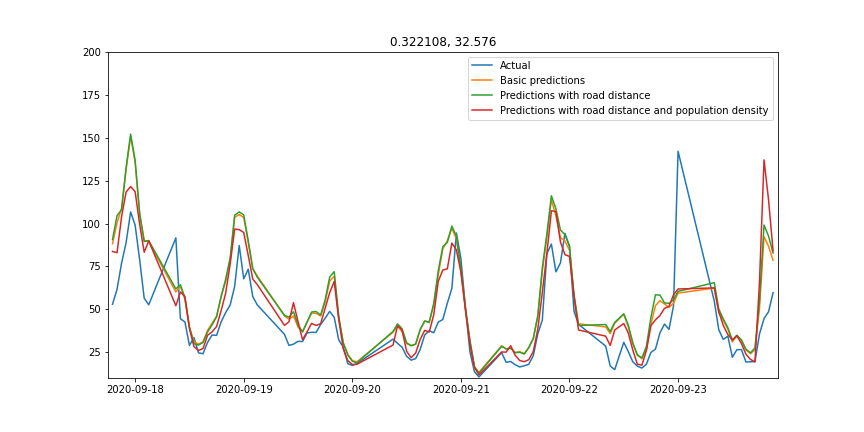 0.322108, 32.576
200
175
150
125
100
75
50
25
Actual
Basic predictions
Predictions with road distance
Predictions with road distance and population density
2020-09-18 2020-09-19 2020-09-20 2020-09-21 2020-09-22 2020-09-23